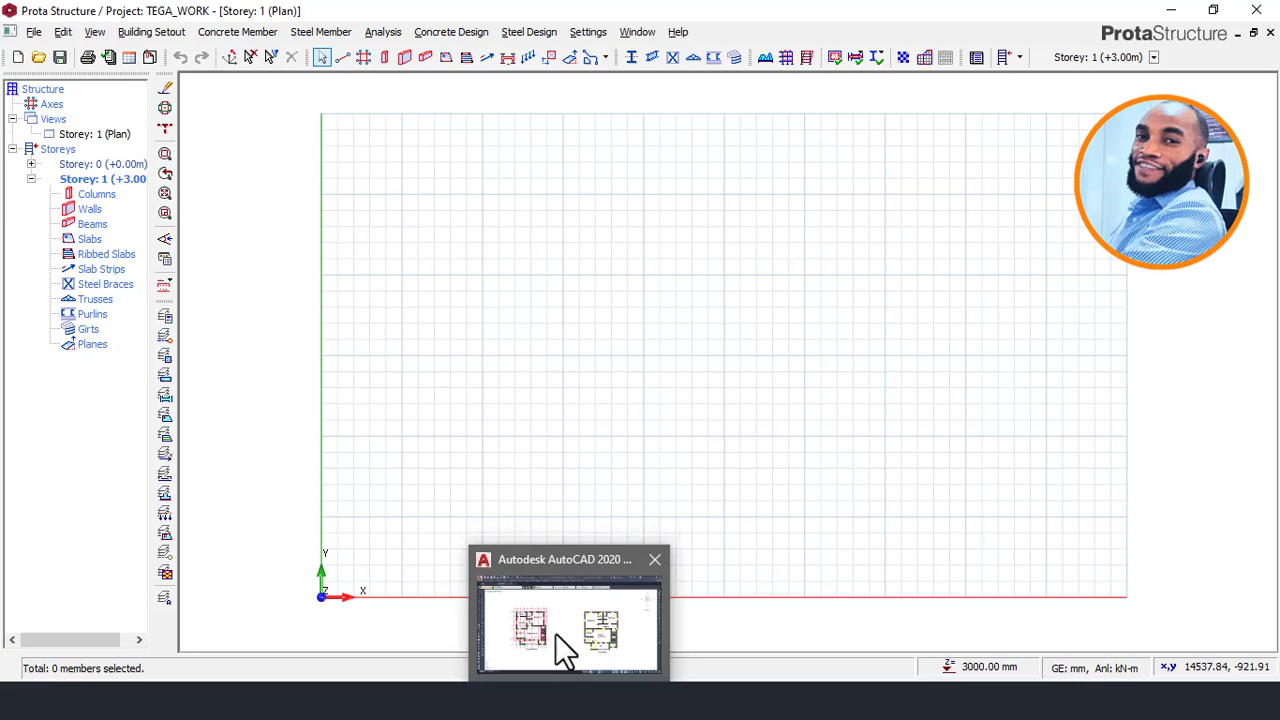 Prota Structure / Project: TEGA_WORK - [Storey: 1 (Plan)]
File Edit View Building Setout Concrete Member Steel Member Analysis Concrete Design Steel Design Settings Window Help
ProtaStructure
Storey: 1 (+3.00m)
Structure
Axes
Views
Storey: 1 (Plan)
Storeys
Storey: 0 (+0.00m)
Storey: 1 (+3.00
Columns
Walls
Beams
Slabs
Ribbed Slabs
Slab Strips
Steel Braces
Trusses
Purlins
Girts
Planes
Y
X
Autodesk AutoCAD 2020 ...
Total: 0 members selected.
Z= 3000.00 mm
GE: mm, Anl: kN-m
x,y 14537.84, -921.91